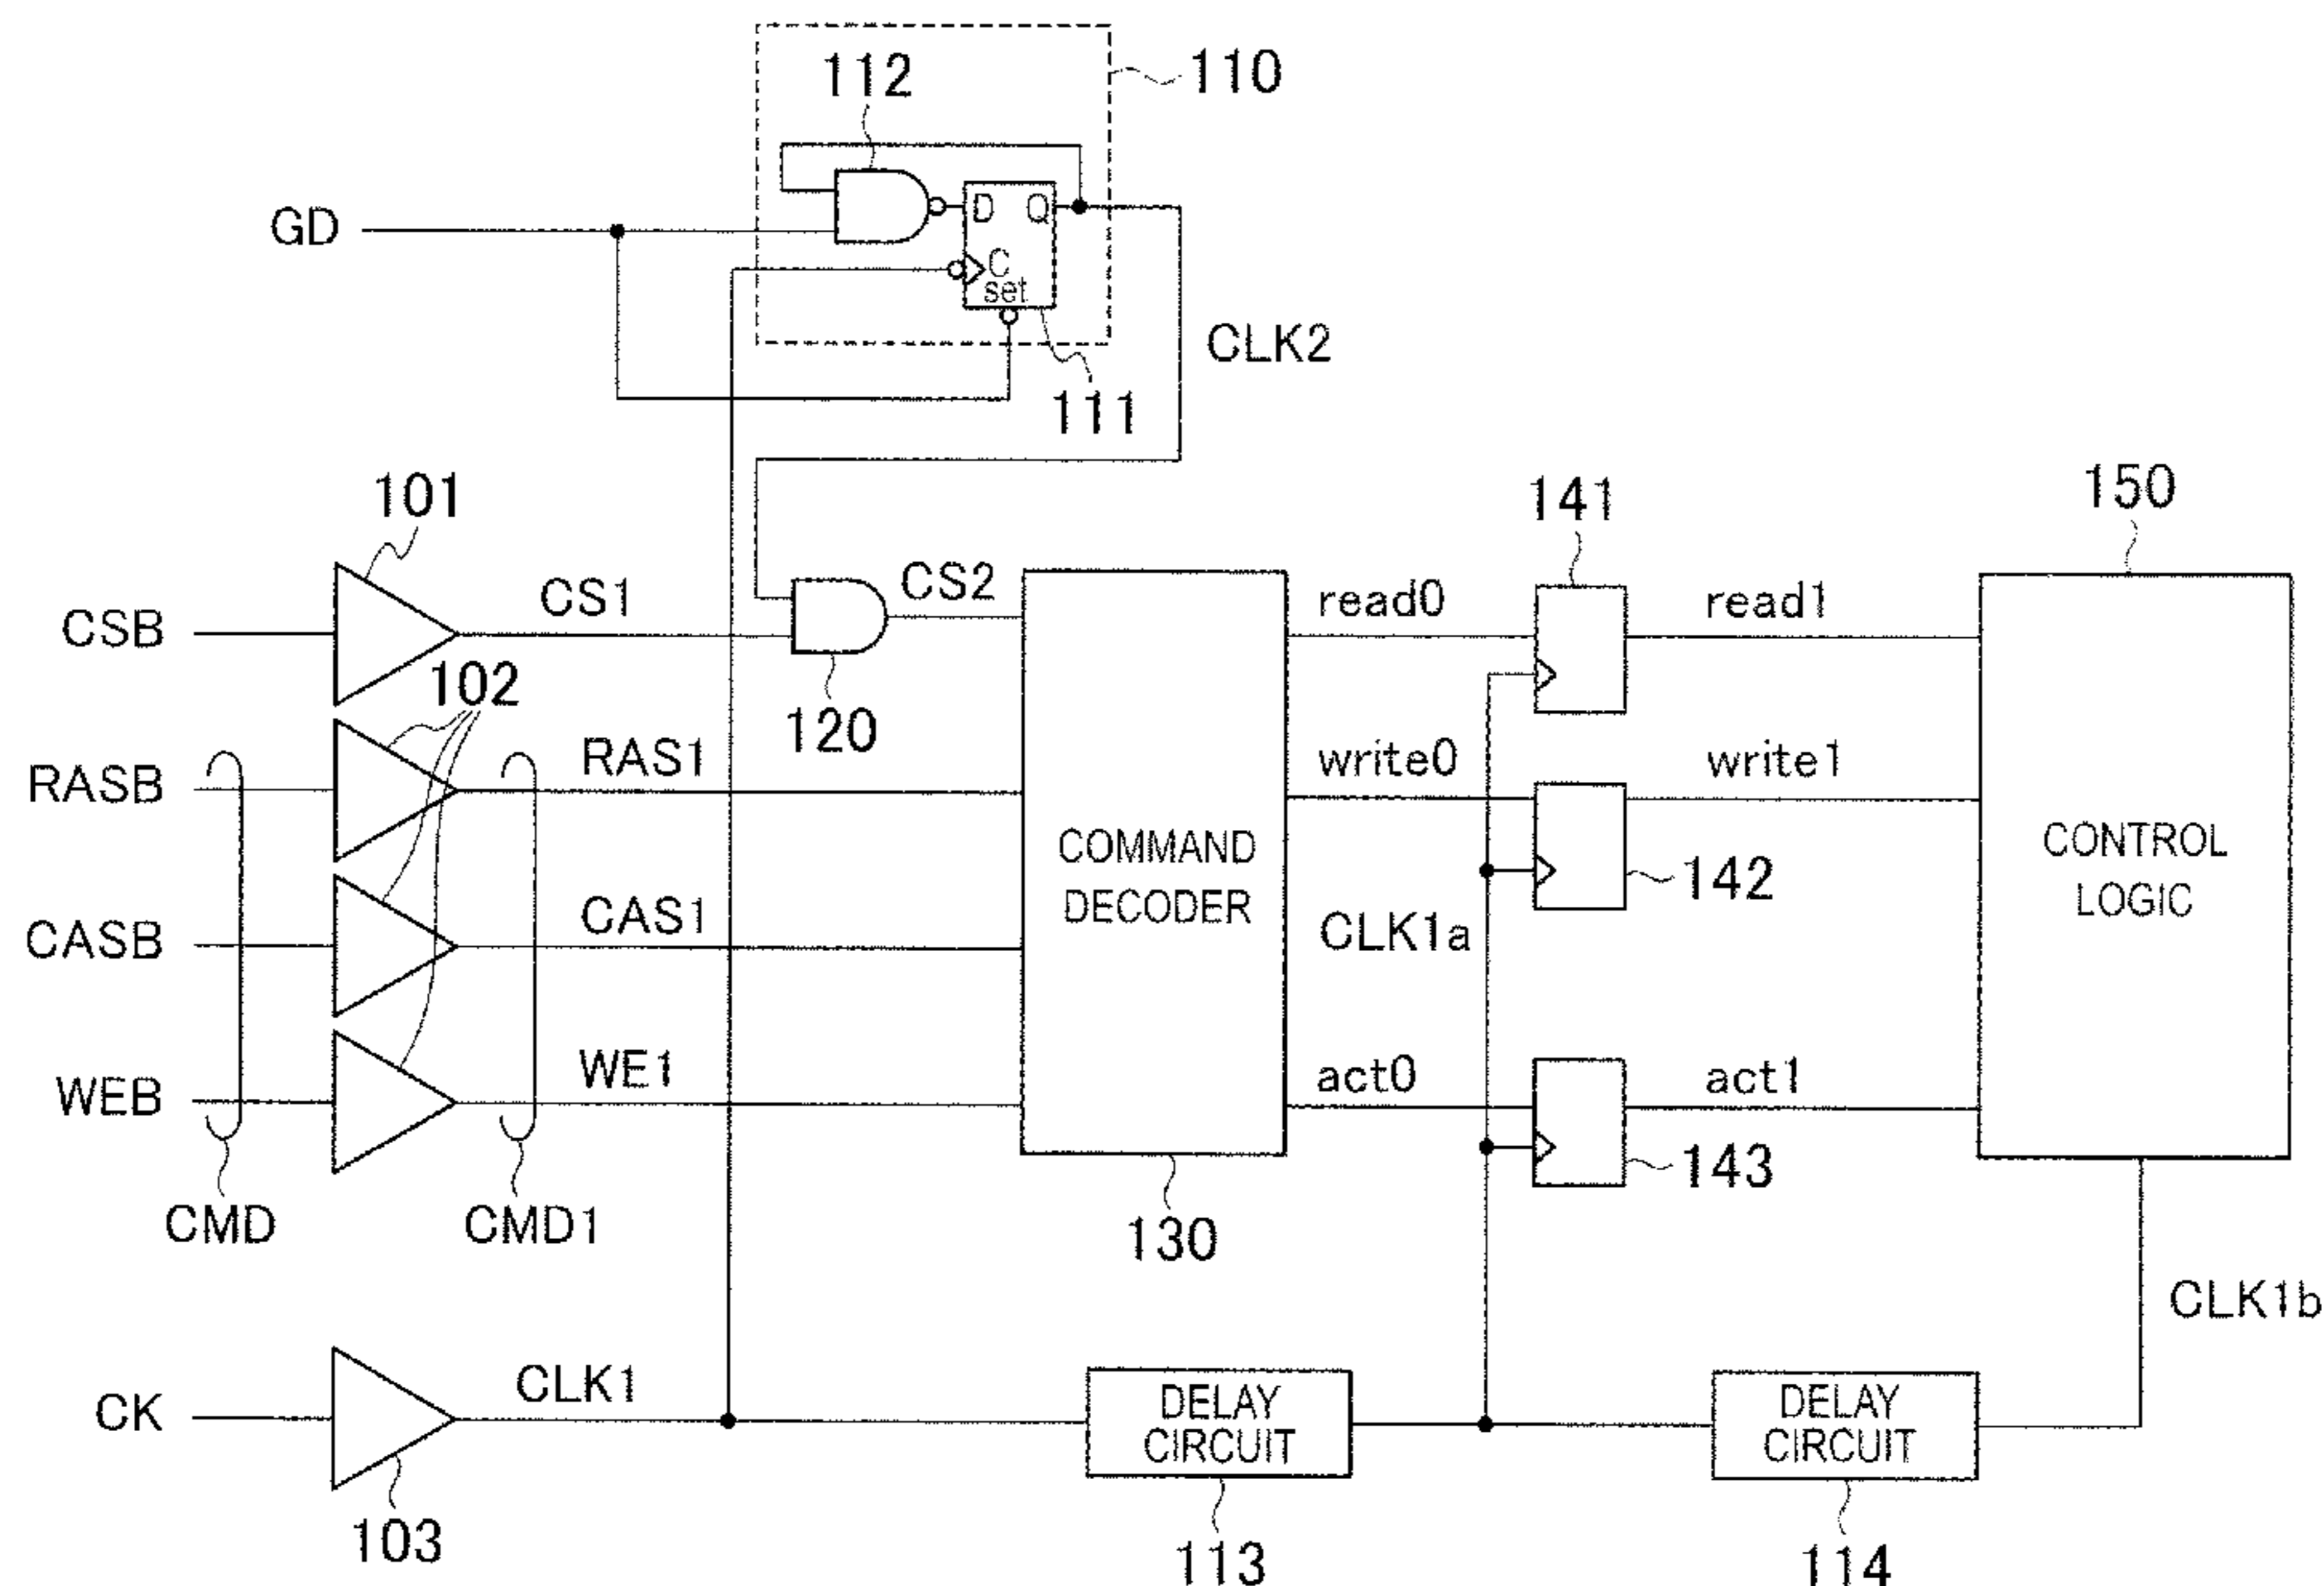 112
110
GD
D Q
C
set
CLK2
111
101
CSB
CS1
CS2
120
102
RASB
RAS1
CASB
CAS1
WEB
WE1
CMD
CMD1
COMMAND
DECODER
130
read0
write0
CLK1a
act0
141
142
143
read1
write1
act1
150
CONTROL
LOGIC
CLK1b
CK
CLK1
103
DELAY
CIRCUIT
113
DELAY
CIRCUIT
114